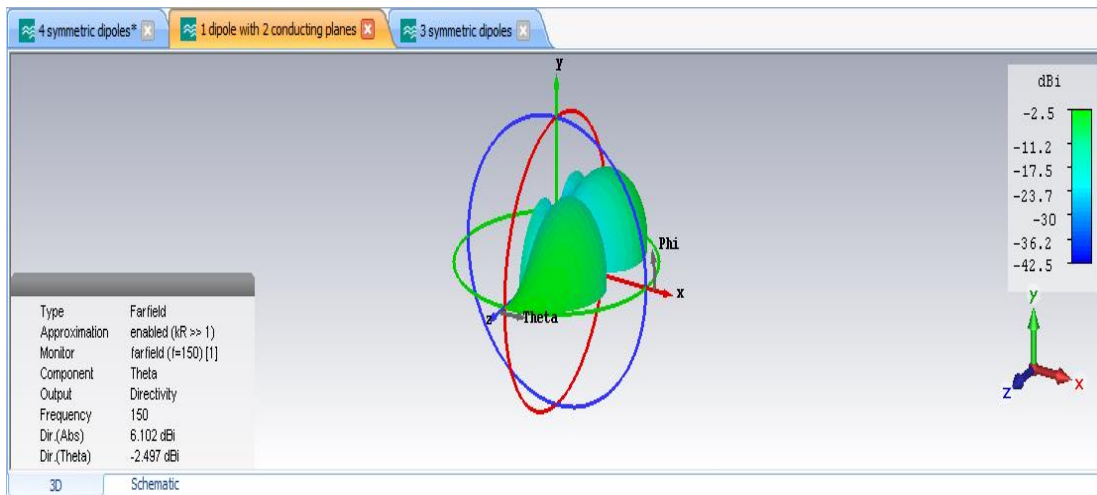 4 symmetric dipoles*
1 dipole with 2 conducting planes
3 symmetric dipoles
y
dBi
-2.5
-11.2
-17.5
-23.7
-30
-36.2
-42.5
Phi
x
z
Theta
y
x
z
Type Farfield
Approximation enabled (kR >> 1)
Monitor farfield (f=150) [1]
Component Theta
Output Directivity
Frequency 150
Dir.(Abs) 6.102 dBi
Dir.(Theta) -2.497 dBi
3D Schematic